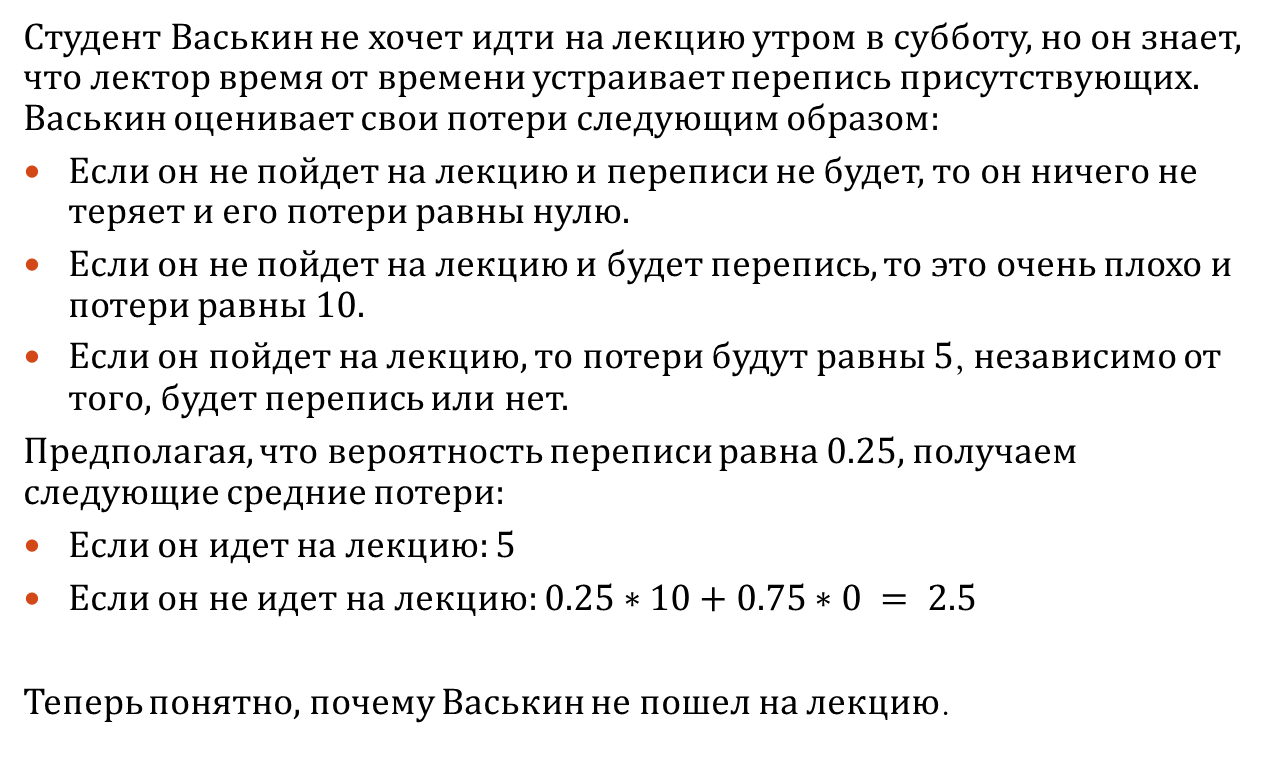 Студент Васькин не хочет идти на лекцию утром в субботу, но он знает,
что лектор время от времени устраивает перепись присутствующих.
Васькин оценивает свои потери следующим образом:
• Если он не пойдет на лекцию и переписи не будет, то он ничего не
теряет и его потери равны нулю.
• Если он не пойдет на лекцию и будет перепись, то это очень плохо и
потери равны 10.
• Если он пойдет на лекцию, то потери будут равны 5, независимо от
того, будет перепись или нет.
Предполагая, что вероятность переписи равна 0.25, получаем
следующие средние потери:
• Если он идет на лекцию: 5
• Если он не идет на лекцию: 0.25 ∗ 10 + 0.75 ∗ 0 = 2.5
Теперь понятно, почему Васькин не пошел на лекцию.